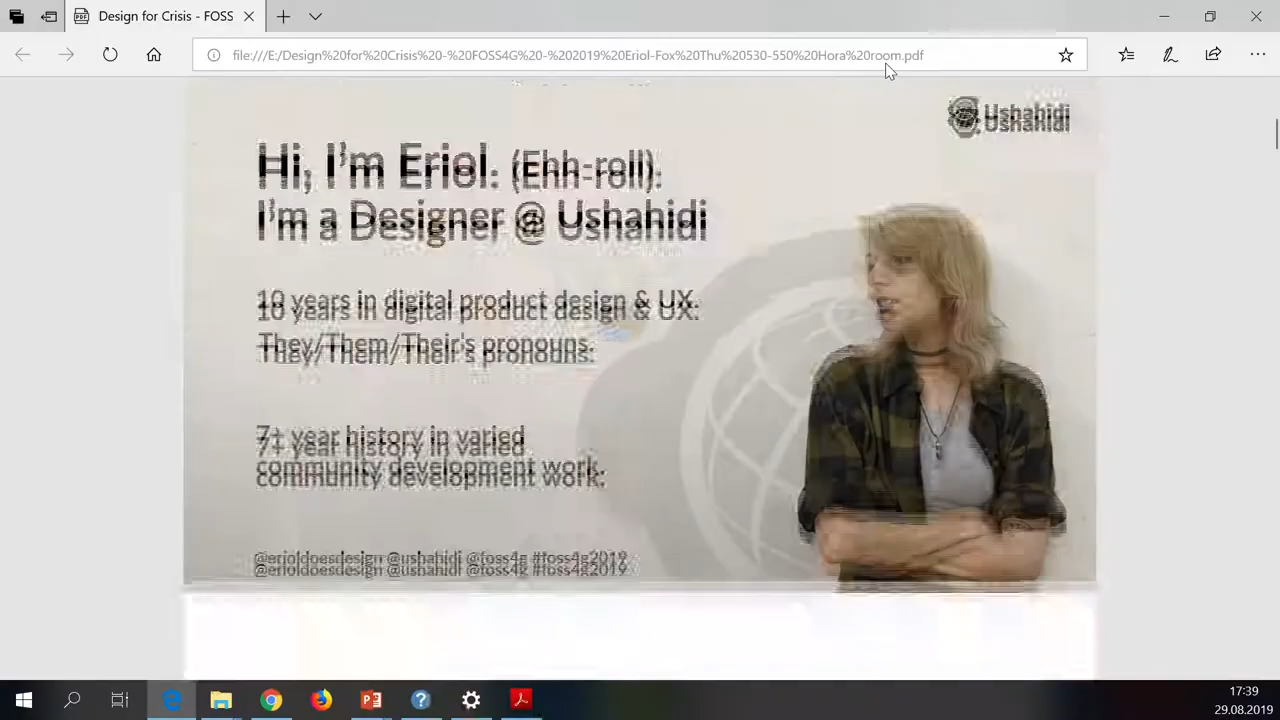 Design for Crisis - FOSS
file:///E:/Design%20for%20Crisis%20-%20FOSS4G%20-%202019%20Eriol-Fox%20Thu%20530-550%20Hora%20room.pdf
Ushahidi
Hi, I'm Eriol. (Ehh-roll).
I'm a Designer @ Ushahidi
10 years in digital product design & UX.
They/Them/Their's pronouns.
7+ year history in varied
community development work.
@erioldoesdesign @ushahidi @foss4g #foss4g2019
17:39
29.08.2019